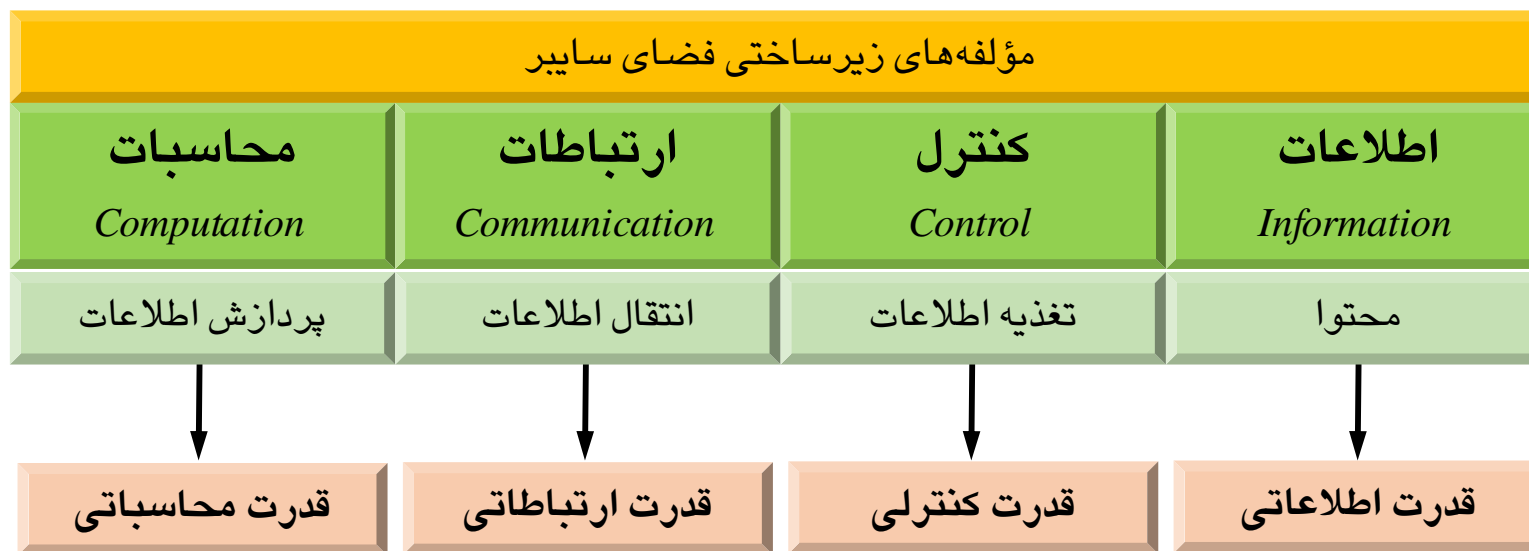 مؤلفه‌های زیرساختی فضای سایبر
اطلاعات
Information
کنترل
Control
ارتباطات
Communication
محاسبات
Computation
محتوا
تغذیه اطلاعات
انتقال اطلاعات
پردازش اطلاعات
قدرت اطلاعاتی
قدرت کنترلی
قدرت ارتباطاتی
قدرت محاسباتی